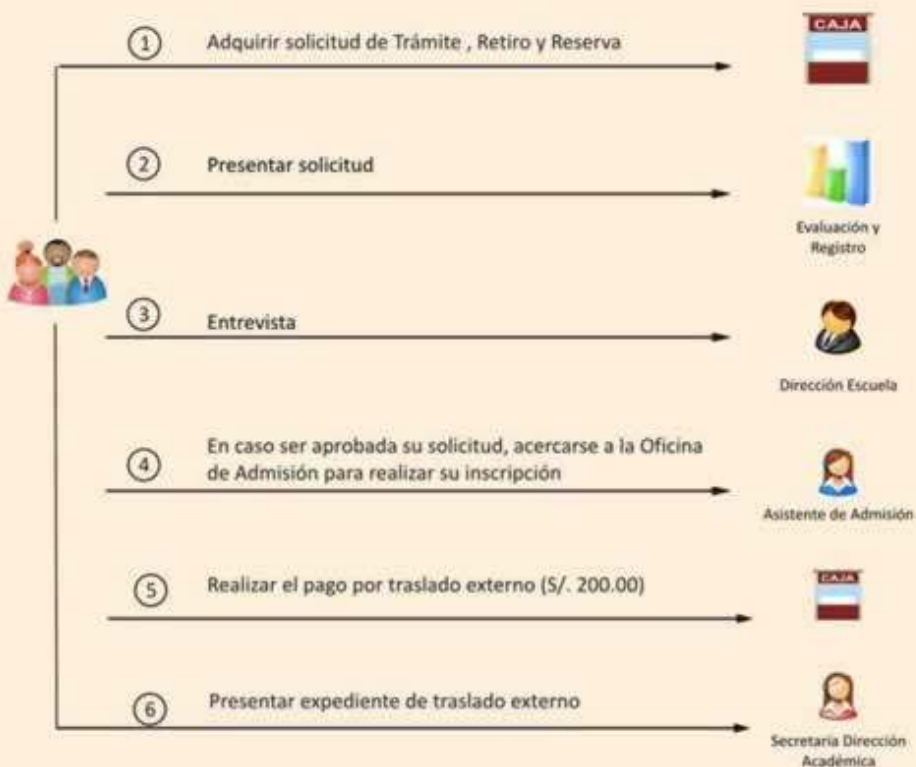 1 Adquirir solicitud de Trámite , Retiro y Reserva
CAJA
2 Presentar solicitud
Evaluación y
Registro
3 Entrevista
Dirección Escuela
4 En caso ser aprobada su solicitud, acercarse a la Oficina
de Admisión para realizar su inscripción
Asistente de Admisión
5 Realizar el pago por traslado externo (S/. 200.00)
CAJA
6 Presentar expediente de traslado externo
Secretaria Dirección
Académica